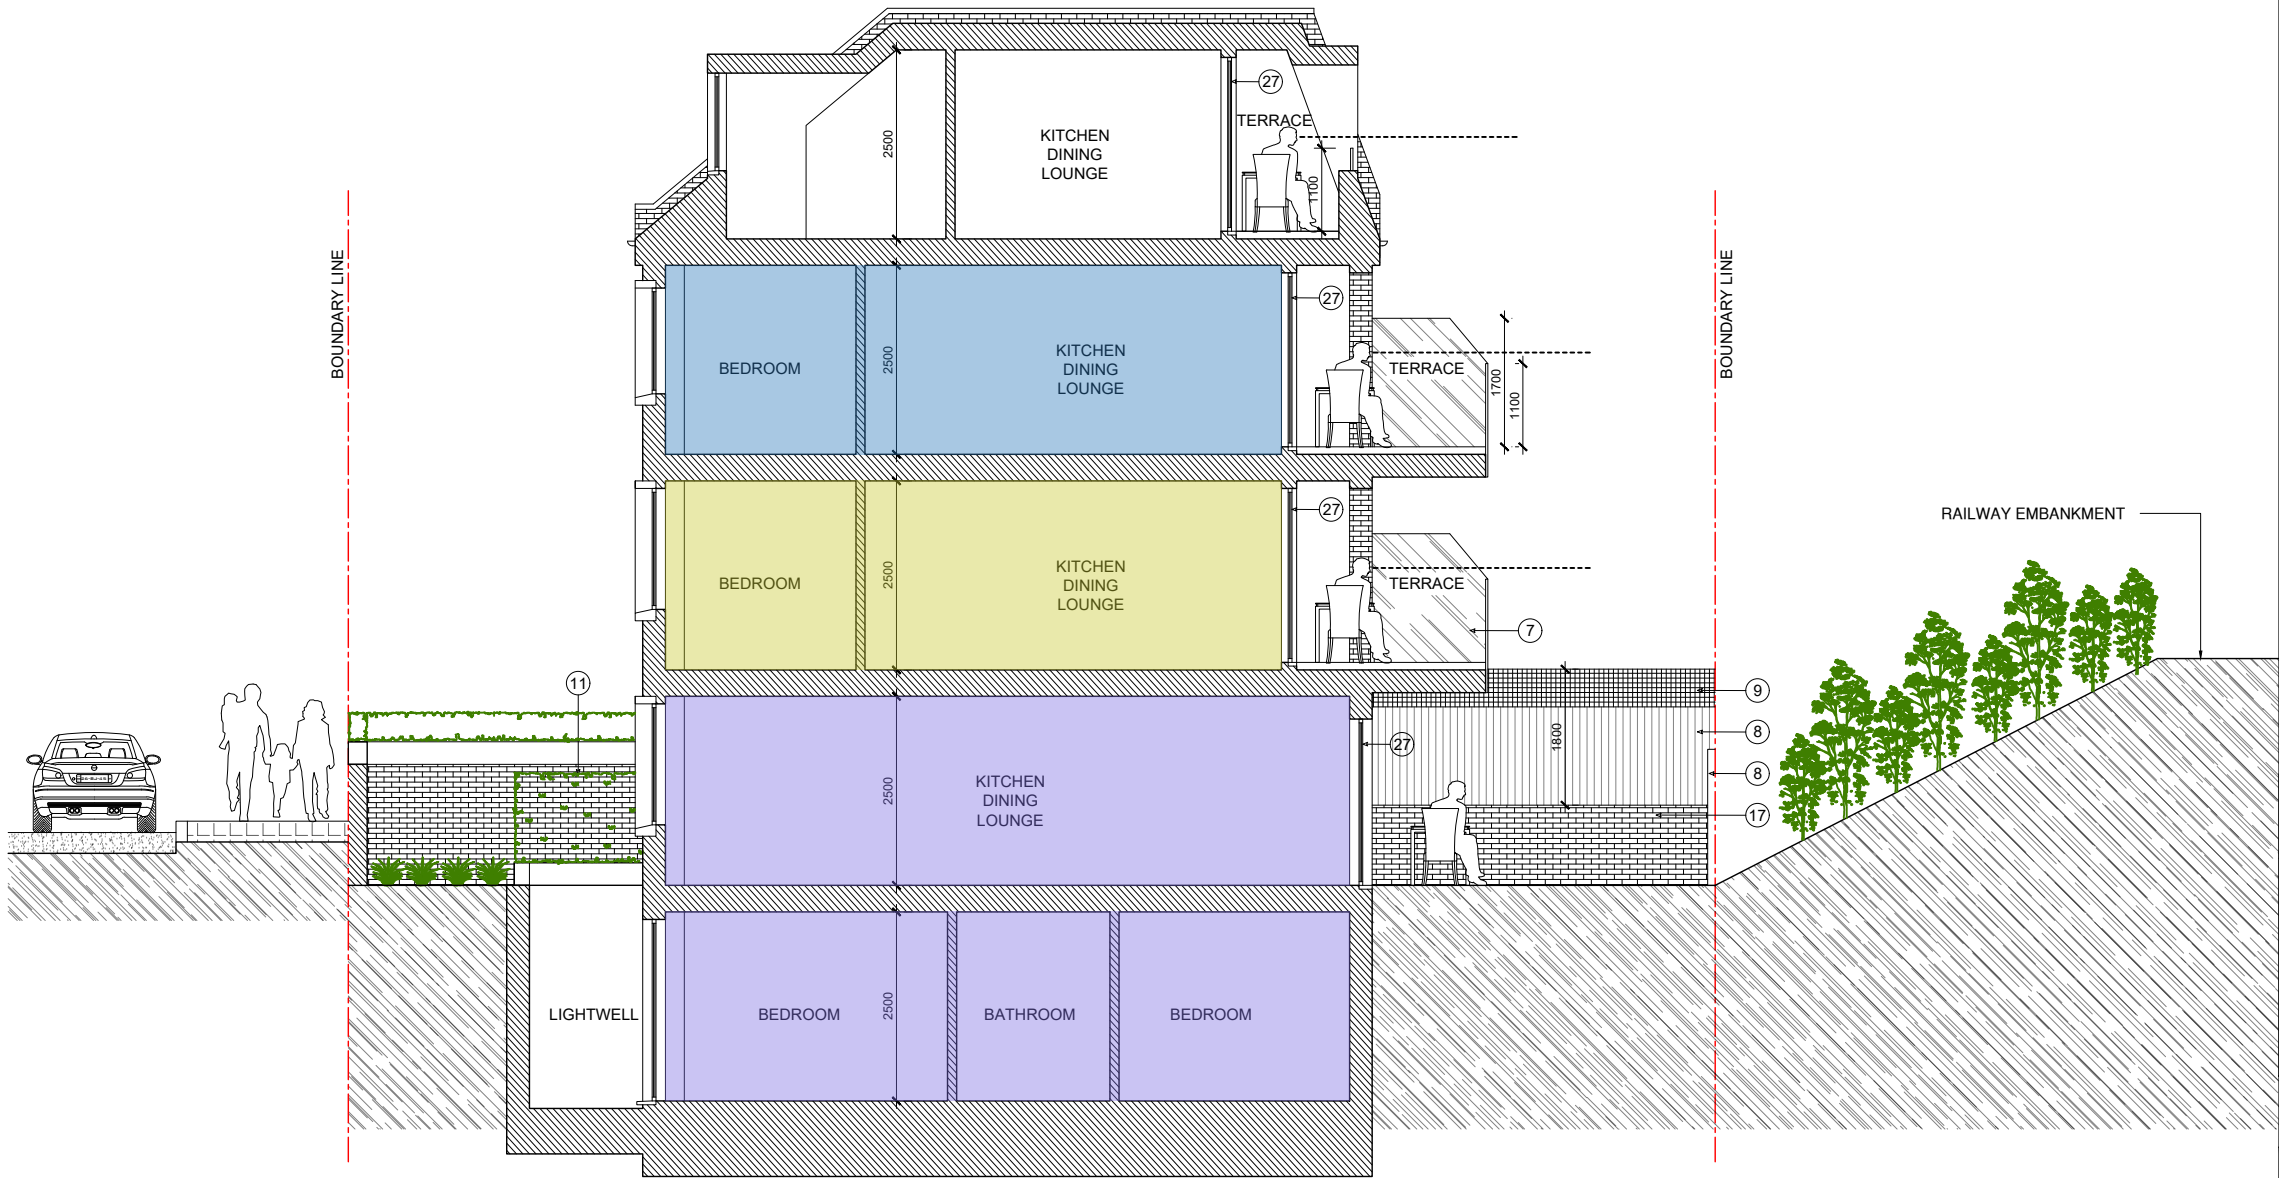 27
TERRACE
2500
KITCHEN
DINING
LOUNGE
1100
BOUNDARY LINE
BOUNDARY LINE
27
BEDROOM
2500
KITCHEN
DINING
LOUNGE
TERRACE
1700
1100
27
RAILWAY EMBANKMENT
BEDROOM
2500
KITCHEN
DINING
LOUNGE
TERRACE
7
11
9
8
1800
27
8
2500
KITCHEN
DINING
LOUNGE
17
LIGHTWELL
BEDROOM
2500
BATHROOM
BEDROOM